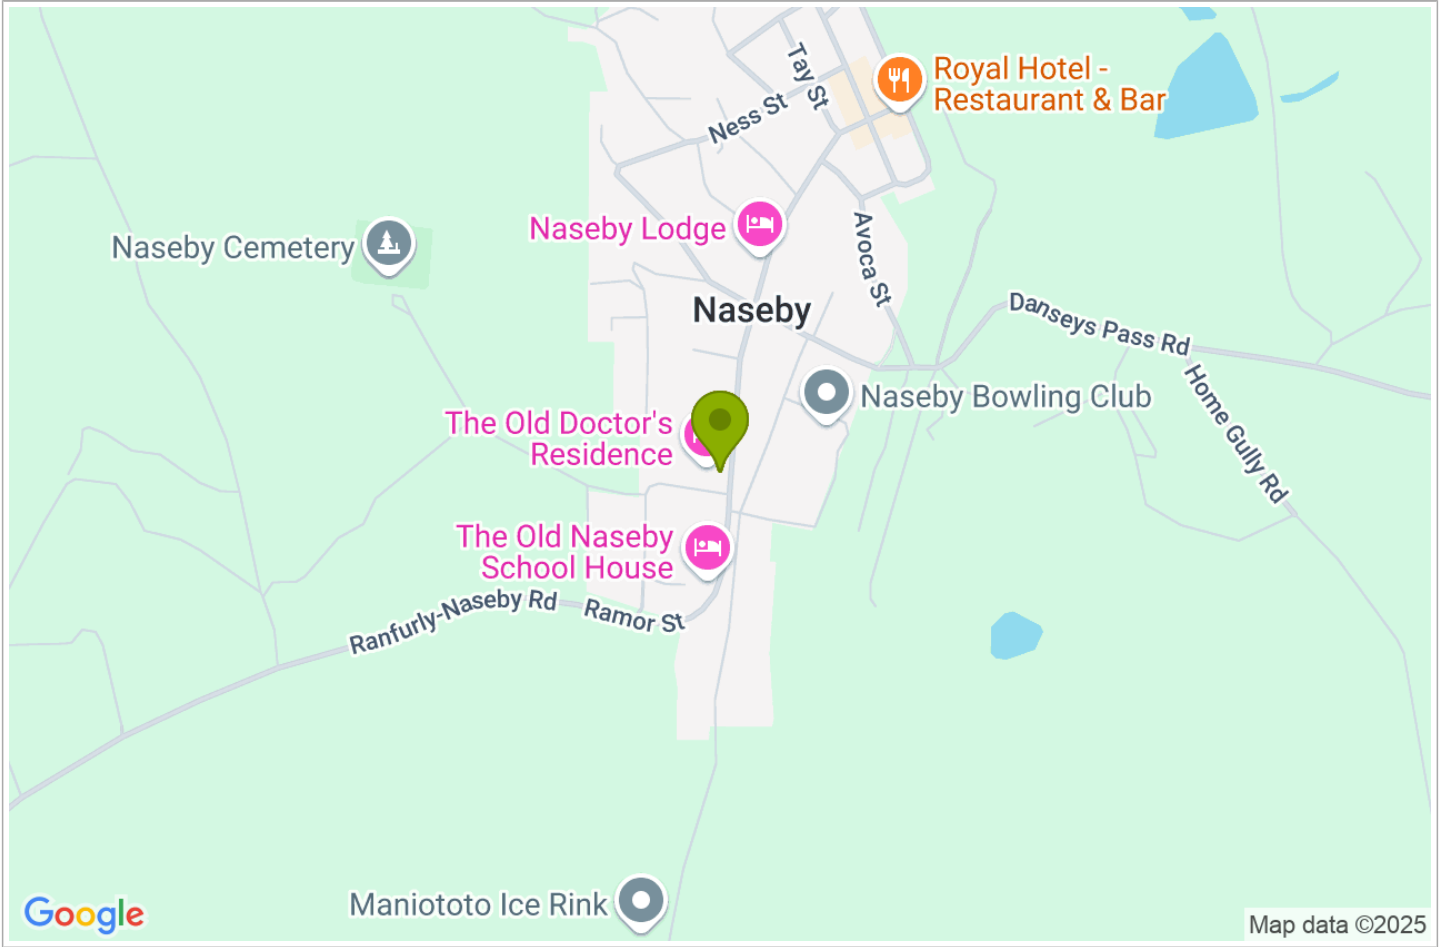 Tay St
Royal Hotel -
Restaurant & Bar
Ness St
Naseby Lodge
Naseby Cemetery
Avoca St
Naseby
Danseys Pass Rd
Home Gully Rd
Naseby Bowling Club
The Old Doctor's
Residence
The Old Naseby
School House
Ranfurly-Naseby Rd
Ramor St
Maniototo Ice Rink
Google
Map data ©2025